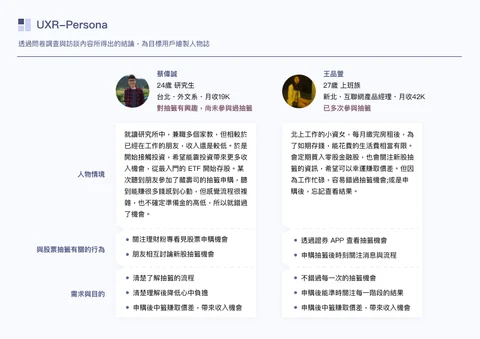 UXR-Persona
透過問卷調查與訪談內容所得出的結論，為目標用戶繪製人物誌
蔡偉誠
24歲 研究生
台北、外文系，月收19K
對抽籤有興趣，尚未參與過抽籤
王品萱
27歲 上班族
新北、互聯網產品經理，月收42K
已多次參與抽籤
人物情境
就讀研究所中，兼職多個家教，但相較於
已經在工作的朋友，收入還是較低。於是
開始接觸投資，希望能靠投資帶來更多收
入機會，從最入門的 ETF 開始存股。某
次聽到朋友參加了饗壽司的抽籤申購，聽
到能賺很多錢感到心動，但感覺流程很複
雜，也不確定準備金的高低，所以就錯過
了機會。
北上工作的小資女，每月繳完房租後，為
了如期存錢，能花費的生活費相當有限。
會定期買入零股金融股，也會關注新股抽
籤的資訊，希望可以幸運賺取價差。但因
為工作忙碌，容易錯過抽籤機會;或是申
購後，忘記查看結果。
與股票抽籤有關的行為
關注理財粉專看見股票申購機會
朋友相互討論新股抽籤機會
透過證券 APP 查看抽籤機會
申購抽籤後時刻關注消息與流程
需求與目的
清楚了解抽籤的流程
清楚理解後降低心中負擔
申購後中籤賺取價差，帶來收入機會
不錯過每一次的抽籤機會
申購後能準時關注每一階段的結果
申購後中籤賺取價差，帶來收入機會